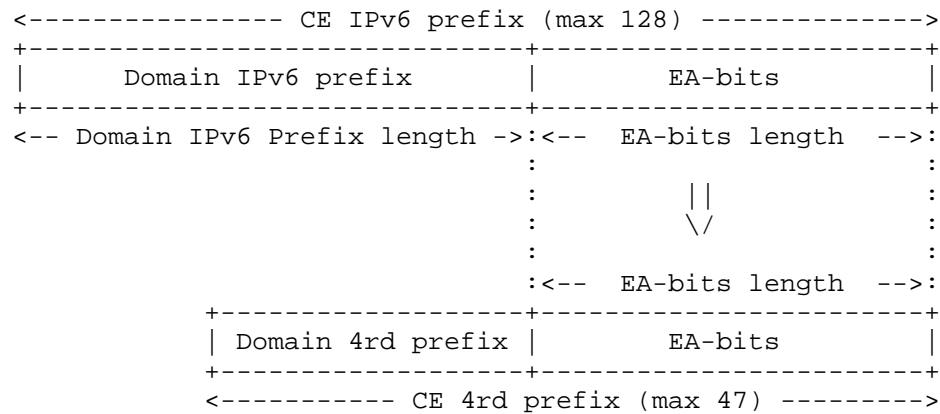 <---------------- CE IPv6 prefix (max 128) -------------->
+-------------------------------+------------------------+
|      Domain IPv6 prefix       |        EA-bits         |
+-------------------------------+------------------------+
<-- Domain IPv6 Prefix length ->:<--  EA-bits length  -->:
                                :                        :
                                :         ||             :
                                :         \/             :
                                :                        :
                                :<--  EA-bits length  -->:
            +-------------------+------------------------+
            | Domain 4rd prefix |        EA-bits         |
            +-------------------+------------------------+
            <----------- CE 4rd prefix (max 47) --------->